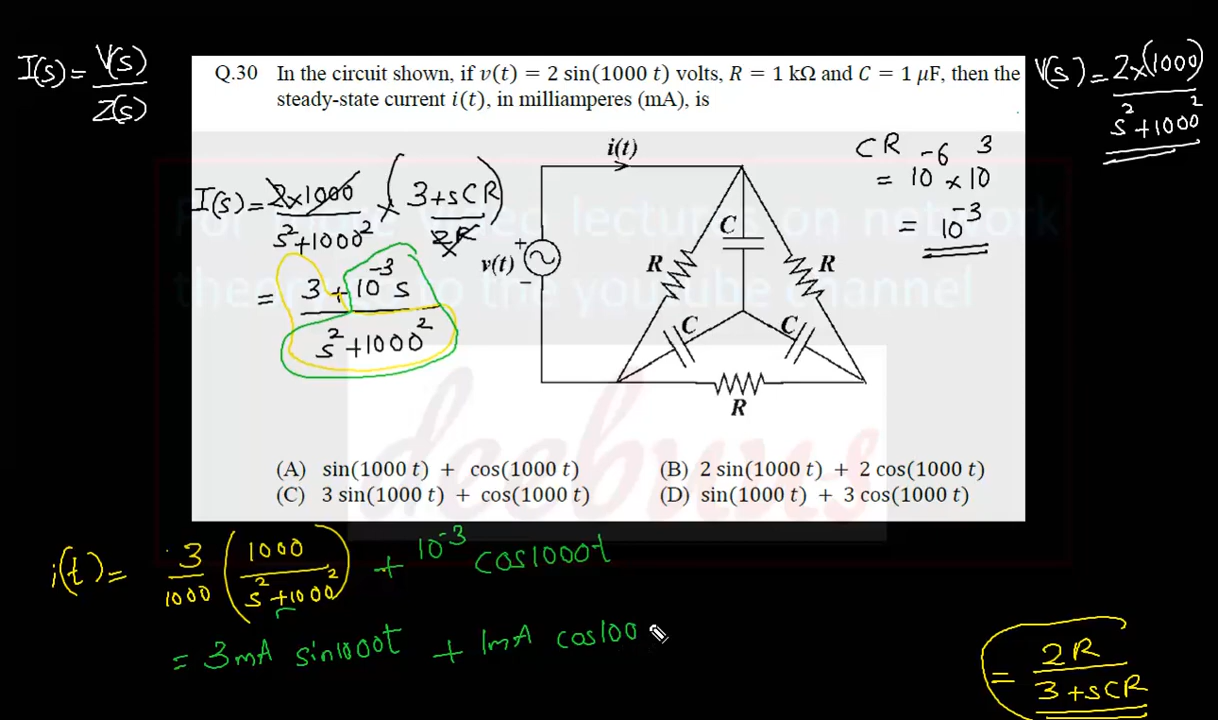 I(s) = V(s) / Z(s)
Q.30 In the circuit shown, if v(t) = 2 sin(1000 t) volts, R = 1 kΩ and C = 1 μF, then the
steady-state current i(t), in milliamperes (mA), is
V(s) = 2×(1000) / s²+1000²
CR
= 10⁻⁶ × 10³
= 10⁻³
i(t)
I(s) = 2×1000 / s²+1000² × (3+sCR / 2R)
= 3 + 10⁻³ s / s²+1000²
v(t)
+
-
C
R
R
C
C
R
(A) sin(1000 t) + cos(1000 t)
(B) 2 sin(1000 t) + 2 cos(1000 t)
(C) 3 sin(1000 t) + cos(1000 t)
(D) sin(1000 t) + 3 cos(1000 t)
i(t) = 3/1000 (1000 / s²+1000²) + 10⁻³ cos1000t
= 3mA sin1000t + 1mA cos100
= 2R / 3+sCR
deebuus